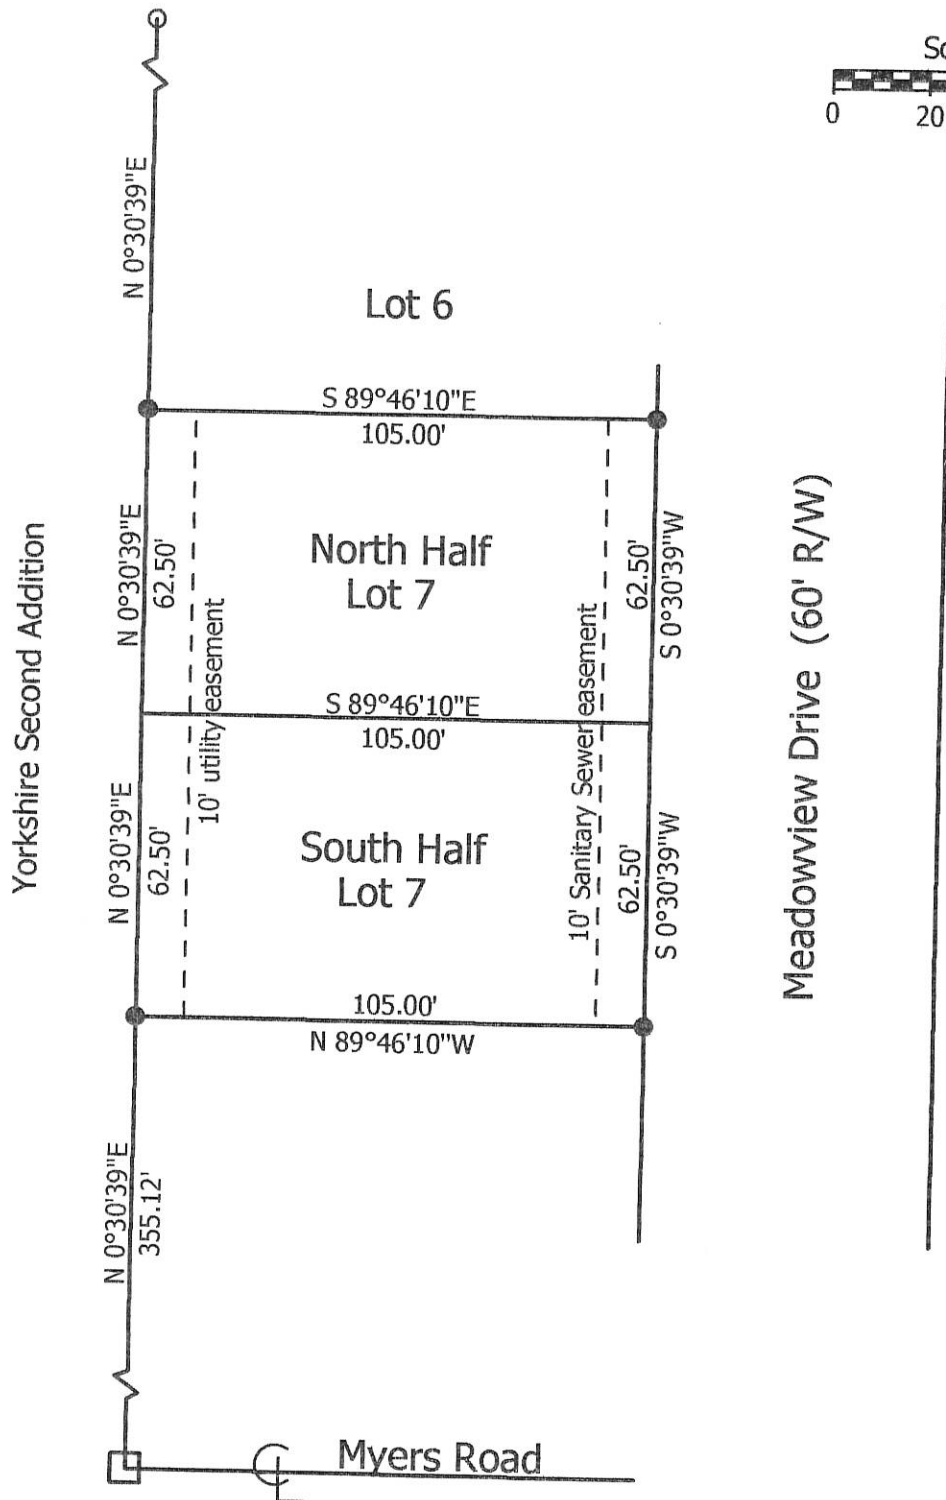 Sc
0 20
N 0°30'39"E
Lot 6
S 89°46'10"E
105.00'
Yorkshire Second Addition
N 0°30'39"E
62.50'
10' utility easement
North Half
Lot 7
10' Sanitary Sewer easement
62.50'
S 0°30'39"W
Meadowview Drive (60' R/W)
S 89°46'10"E
105.00'
N 0°30'39"E
62.50'
South Half
Lot 7
62.50'
S 0°30'39"W
105.00'
N 89°46'10"W
N 0°30'39"E
355.12'
Myers Road